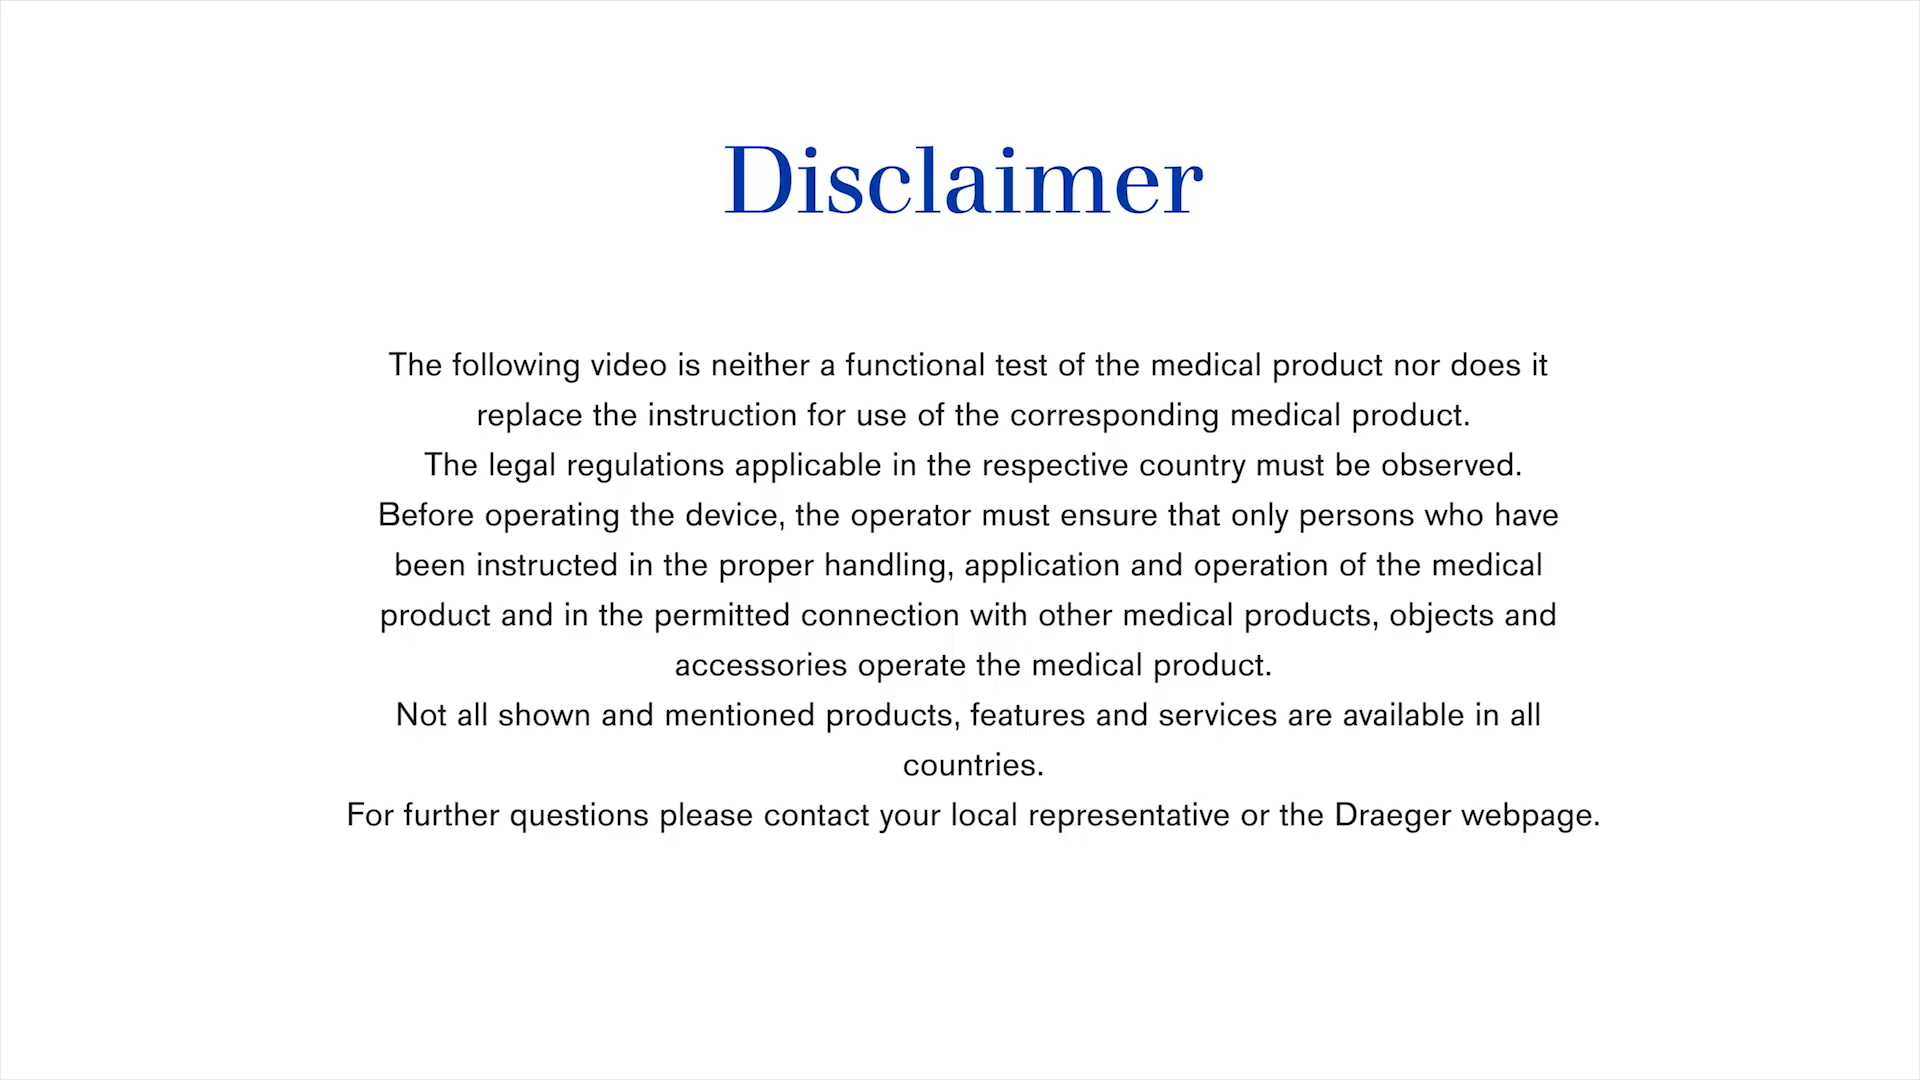 Disclaimer
The following video is neither a functional test of the medical product nor does it
replace the instruction for use of the corresponding medical product.
The legal regulations applicable in the respective country must be observed.
Before operating the device, the operator must ensure that only persons who have
been instructed in the proper handling, application and operation of the medical
product and in the permitted connection with other medical products, objects and
accessories operate the medical product.
Not all shown and mentioned products, features and services are available in all
countries.
For further questions please contact your local representative or the Draeger webpage.